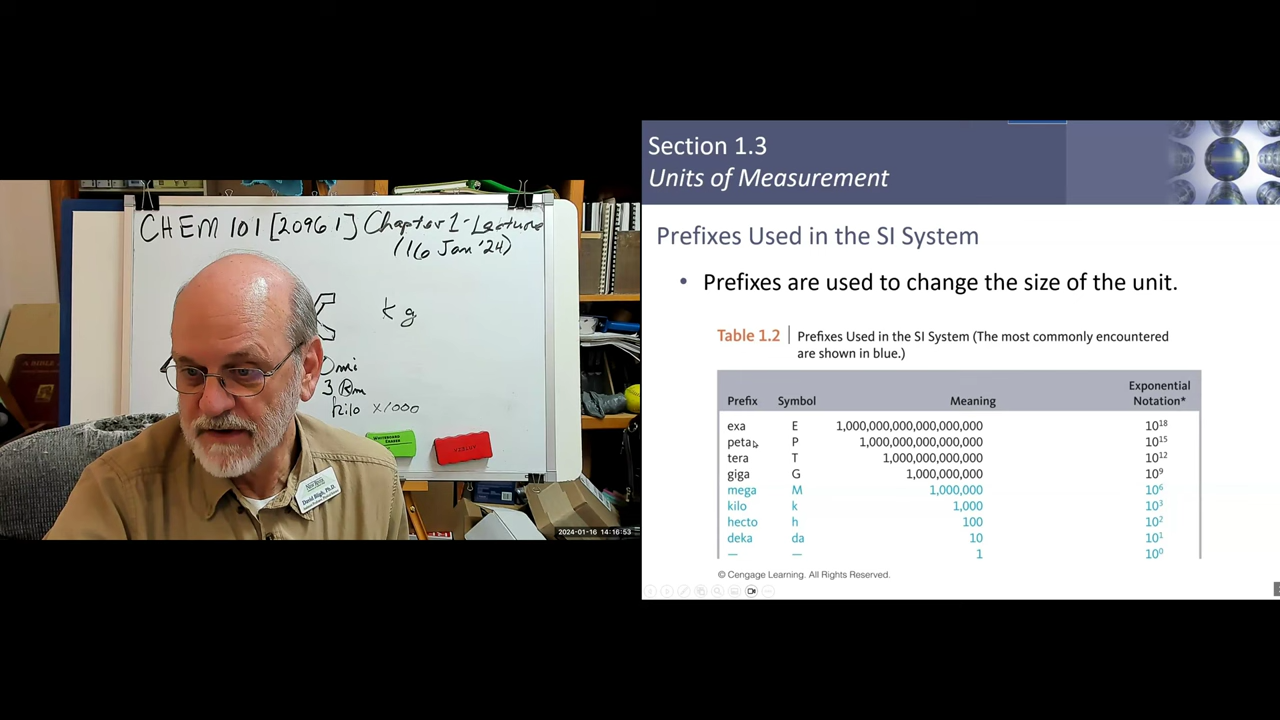 CHEM 101 [20961] Chapter 1 - Lecture
(16 Jan '24)
kg
0 mi
3 Km
kilo x1000
David Bligh, Ph.D.
2024-01-16 14:16:53
Section 1.3
Units of Measurement
Prefixes Used in the SI System
• Prefixes are used to change the size of the unit.
Table 1.2 | Prefixes Used in the SI System (The most commonly encountered
are shown in blue.)
Exponential
Prefix Symbol Meaning Notation*
exa E 1,000,000,000,000,000,000 10¹⁸
peta P 1,000,000,000,000,000 10¹⁵
tera T 1,000,000,000,000 10¹²
giga G 1,000,000,000 10⁹
mega M 1,000,000 10⁶
kilo k 1,000 10³
hecto h 100 10²
deka da 10 10¹
— — 1 10⁰
© Cengage Learning. All Rights Reserved.